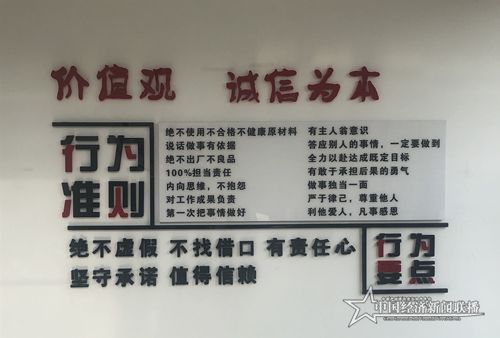 价值观 诚信为本
行为准则
绝不使用不合格不健康原材料
说话做事有依据
绝不出厂不良品
100%担当责任
内向思维，不抱怨
对工作成果负责
第一次把事情做好
有主人翁意识
答应别人的事情，一定要做到
全力以赴达成既定目标
有敢于承担后果的勇气
做事独当一面
严于律己，尊重他人
利他爱人，凡事感恩
绝不虚假 不找借口 有责任心
坚守承诺 值得信赖
行为要点
中国经济新闻联播